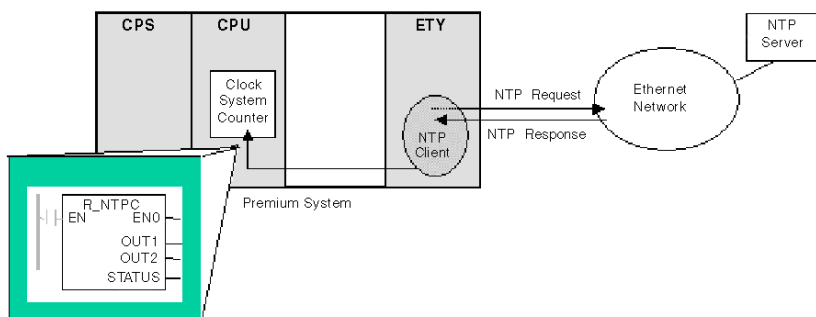 CPS
CPU
ETY
NTP
Server
Clock
System
Counter
NTP Request
Ethernet
Network
NTP Response
NTP
Client
Premium System
R_NTPC
EN EN0
OUT1
OUT2
STATUS